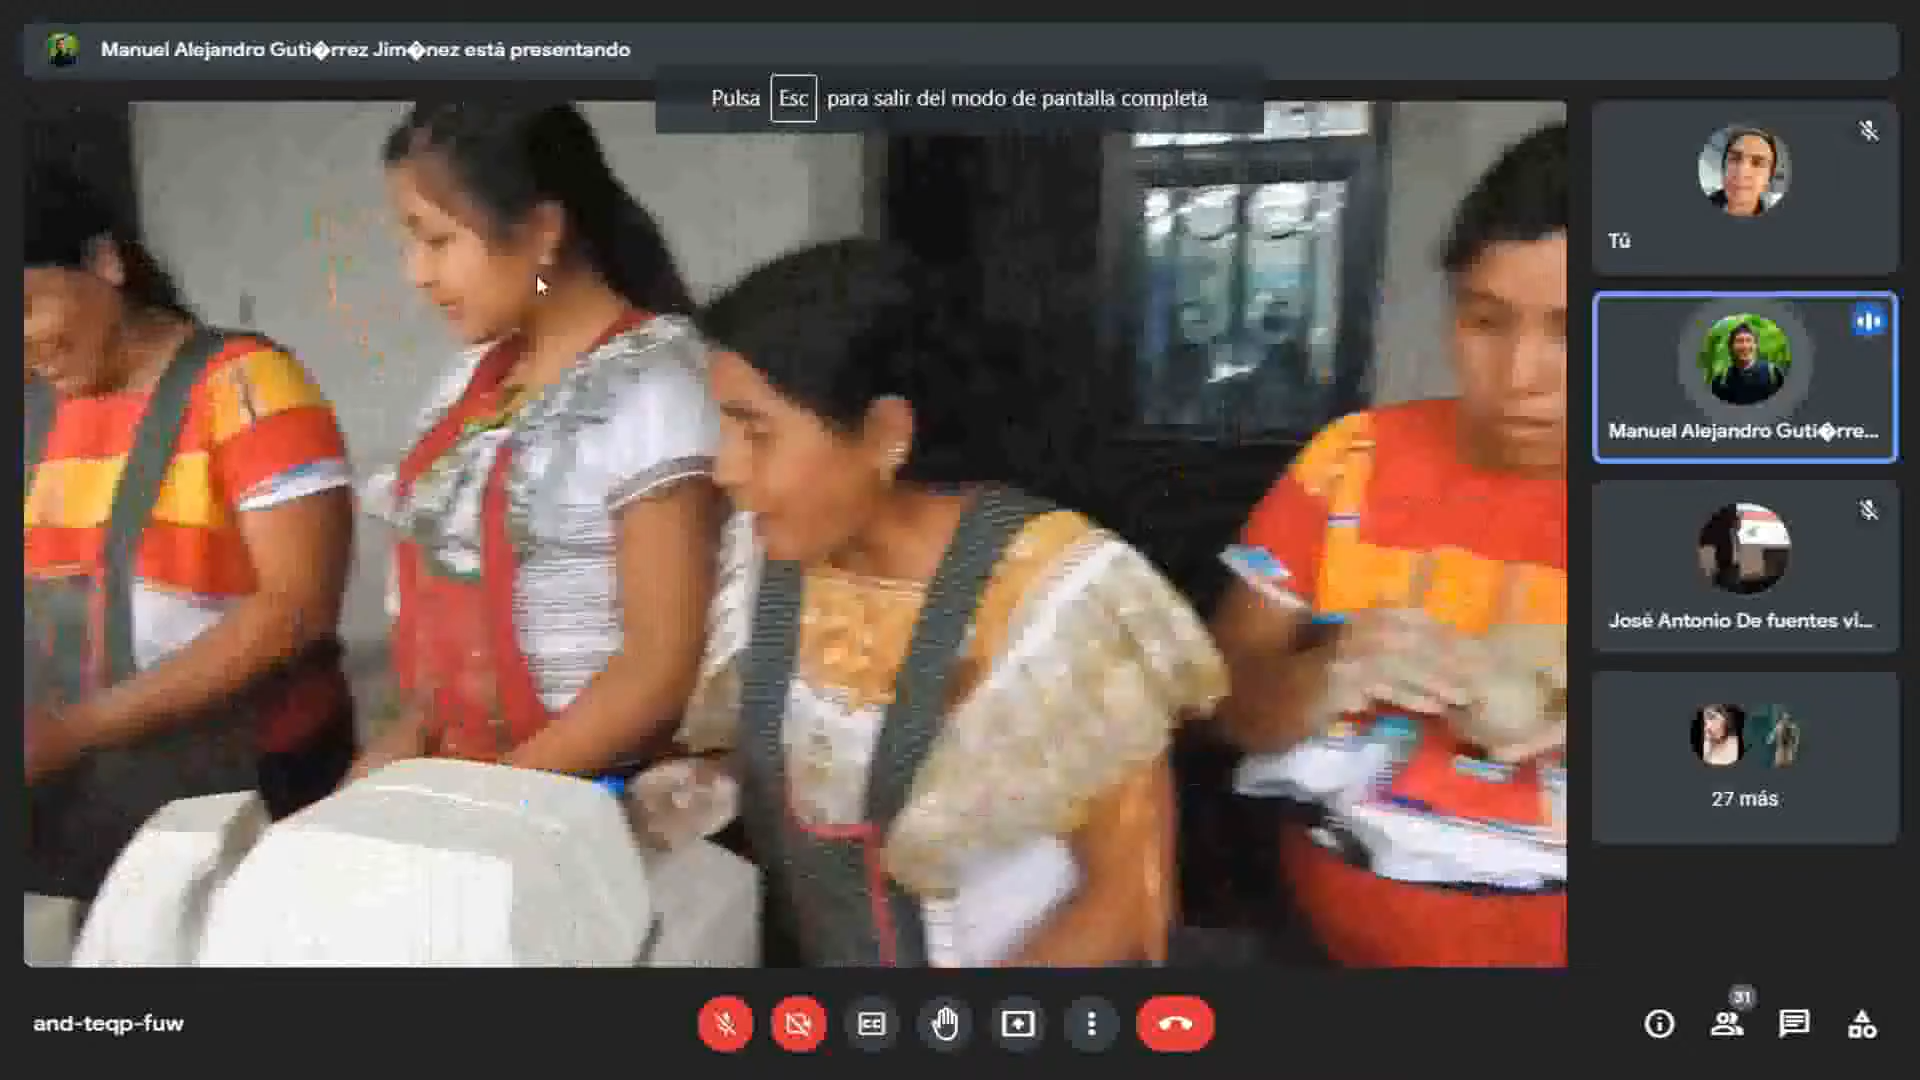 Manuel Alejandro Guti�rrez Jim�nez está presentando
Pulsa Esc para salir del modo de pantalla completa
Tú
Manuel Alejandro Guti�rre...
José Antonio De fuentes vi...
27 más
and-teqp-fuw
CC
31